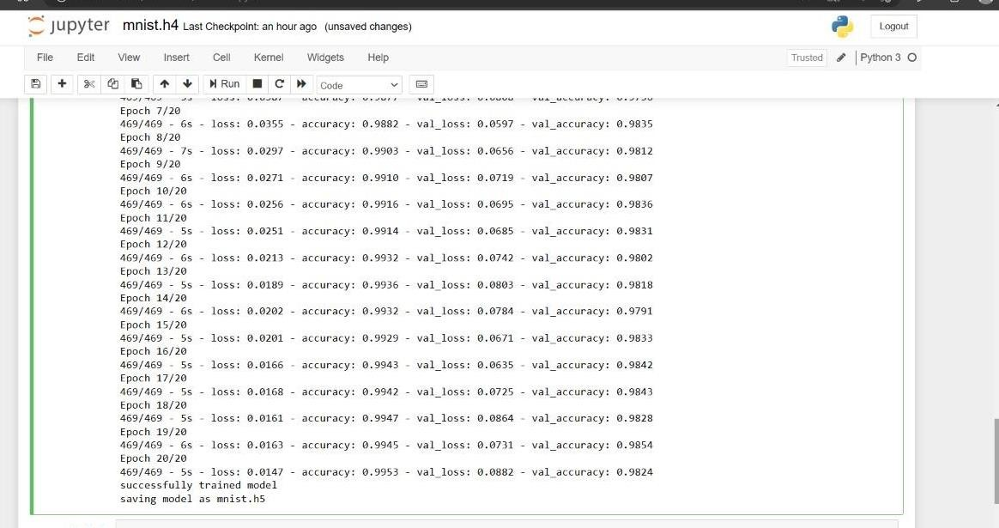 jupyter mnist.h4 Last Checkpoint: an hour ago (unsaved changes) Logout
File Edit View Insert Cell Kernel Widgets Help Trusted Python 3
Run Code
Epoch 7/20
469/469 - 6s - loss: 0.0355 - accuracy: 0.9882 - val_loss: 0.0597 - val_accuracy: 0.9835
Epoch 8/20
469/469 - 7s - loss: 0.0297 - accuracy: 0.9903 - val_loss: 0.0656 - val_accuracy: 0.9812
Epoch 9/20
469/469 - 6s - loss: 0.0271 - accuracy: 0.9910 - val_loss: 0.0719 - val_accuracy: 0.9807
Epoch 10/20
469/469 - 6s - loss: 0.0256 - accuracy: 0.9916 - val_loss: 0.0695 - val_accuracy: 0.9836
Epoch 11/20
469/469 - 5s - loss: 0.0251 - accuracy: 0.9914 - val_loss: 0.0685 - val_accuracy: 0.9831
Epoch 12/20
469/469 - 6s - loss: 0.0213 - accuracy: 0.9932 - val_loss: 0.0742 - val_accuracy: 0.9802
Epoch 13/20
469/469 - 5s - loss: 0.0189 - accuracy: 0.9936 - val_loss: 0.0803 - val_accuracy: 0.9818
Epoch 14/20
469/469 - 6s - loss: 0.0202 - accuracy: 0.9932 - val_loss: 0.0784 - val_accuracy: 0.9791
Epoch 15/20
469/469 - 5s - loss: 0.0201 - accuracy: 0.9929 - val_loss: 0.0671 - val_accuracy: 0.9833
Epoch 16/20
469/469 - 5s - loss: 0.0166 - accuracy: 0.9943 - val_loss: 0.0635 - val_accuracy: 0.9842
Epoch 17/20
469/469 - 5s - loss: 0.0168 - accuracy: 0.9942 - val_loss: 0.0725 - val_accuracy: 0.9843
Epoch 18/20
469/469 - 5s - loss: 0.0161 - accuracy: 0.9947 - val_loss: 0.0864 - val_accuracy: 0.9828
Epoch 19/20
469/469 - 6s - loss: 0.0163 - accuracy: 0.9945 - val_loss: 0.0731 - val_accuracy: 0.9854
Epoch 20/20
469/469 - 5s - loss: 0.0147 - accuracy: 0.9953 - val_loss: 0.0882 - val_accuracy: 0.9824
successfully trained model
saving model as mnist.h5